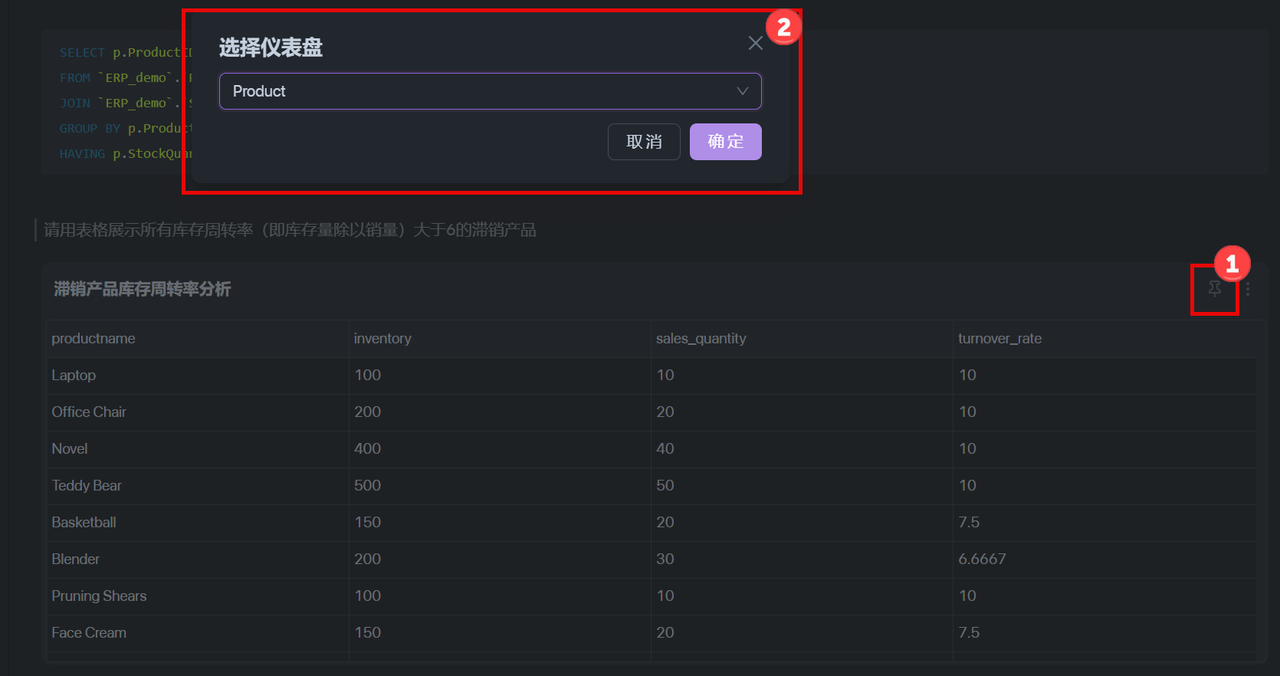 2
选择仪表盘
Product
取消 确定
SELECT p.ProductI
FROM `ERP_demo`.`
JOIN `ERP_demo`.`
GROUP BY p.Product
HAVING p.StockQua
请用表格展示所有库存周转率（即库存量除以销量）大于6的滞销产品
1
滞销产品库存周转率分析
productname inventory sales_quantity turnover_rate
Laptop 100 10 10
Office Chair 200 20 10
Novel 400 40 10
Teddy Bear 500 50 10
Basketball 150 20 7.5
Blender 200 30 6.6667
Pruning Shears 100 10 10
Face Cream 150 20 7.5